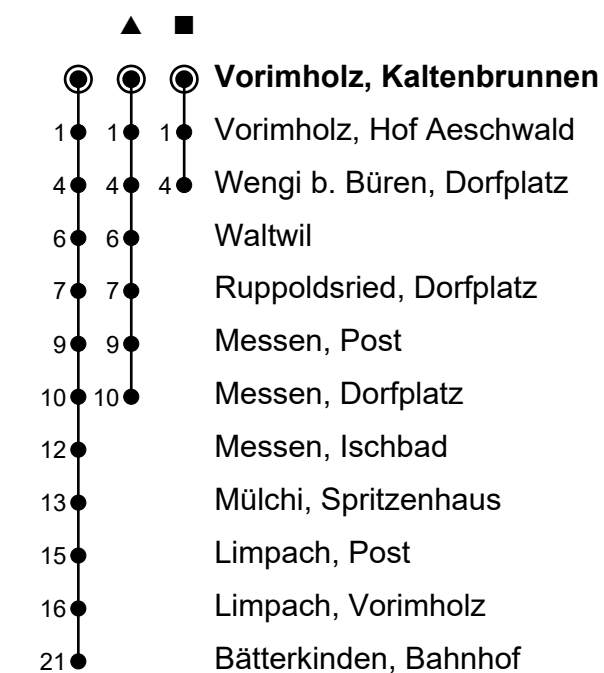 ▲ ■
Vorimholz, Kaltenbrunnen
1 1 1 Vorimholz, Hof Aeschwald
4 4 4 Wengi b. Büren, Dorfplatz
6 6 Waltwil
7 7 Ruppoldsried, Dorfplatz
9 9 Messen, Post
10 10 Messen, Dorfplatz
12 Messen, Ischbad
13 Mülchi, Spritzenhaus
15 Limpach, Post
16 Limpach, Vorimholz
21 Bätterkinden, Bahnhof